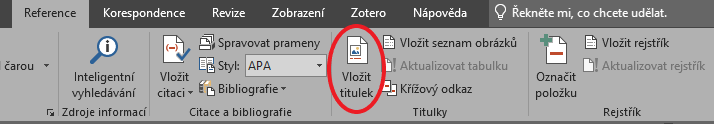 Reference Korespondence Revize Zobrazení Zotero Nápověda Řekněte mi, co chcete udělat.
čarou
Inteligentní
vyhledávání
Zdroje informací
Vložit
citaci
Spravovat prameny
Styl: APA
Bibliografie
Citace a bibliografie
Vložit
titulek
Vložit seznam obrázků
Aktualizovat tabulku
Křížový odkaz
Titulky
Označit
položku
Vložit rejstřík
Aktualizovat rejstřík
Rejstřík